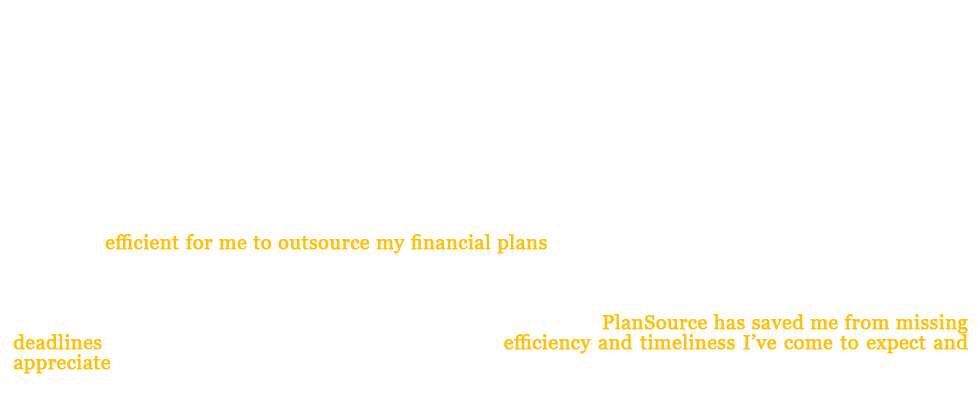 efficient for me to outsource my financial plans
PlanSource has saved me from missing
deadlines efficiency and timeliness I’ve come to expect and
appreciate